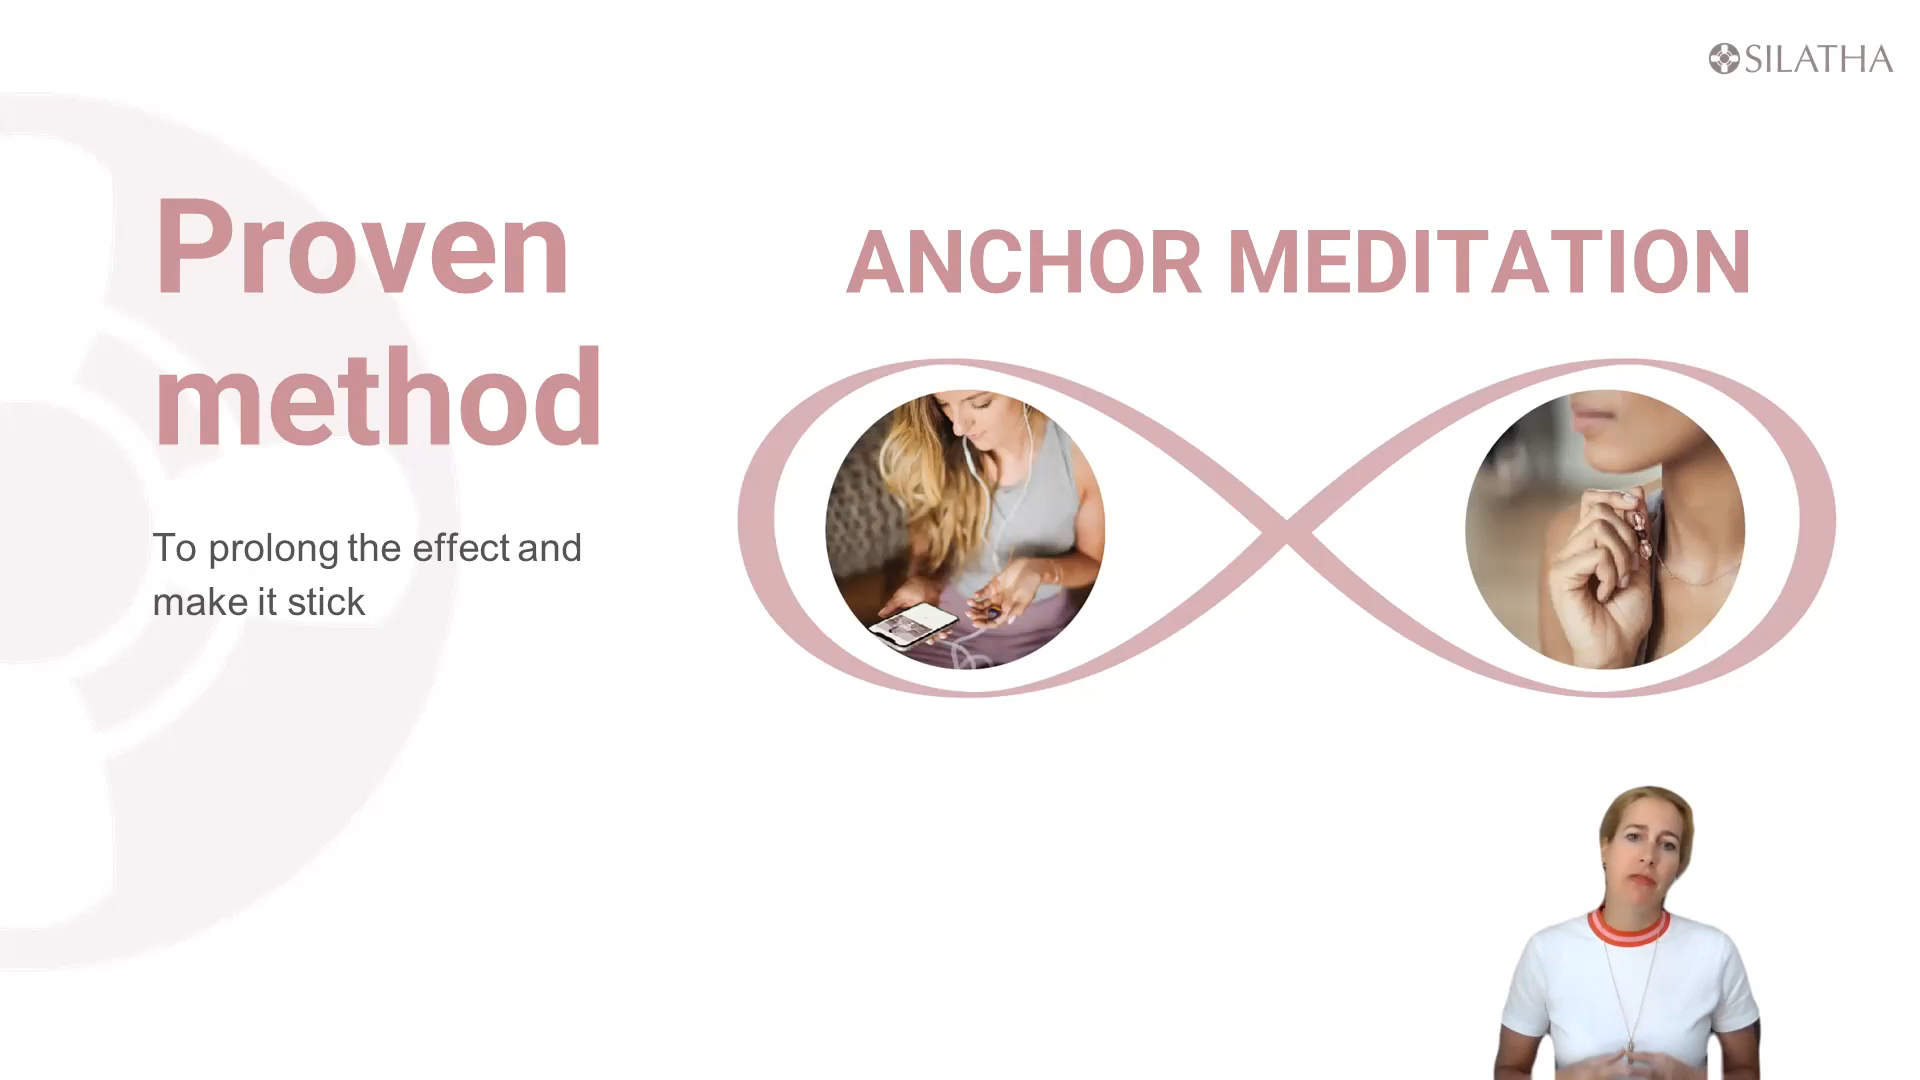 SILATHA
Proven
method
To prolong the effect and
make it stick
ANCHOR MEDITATION